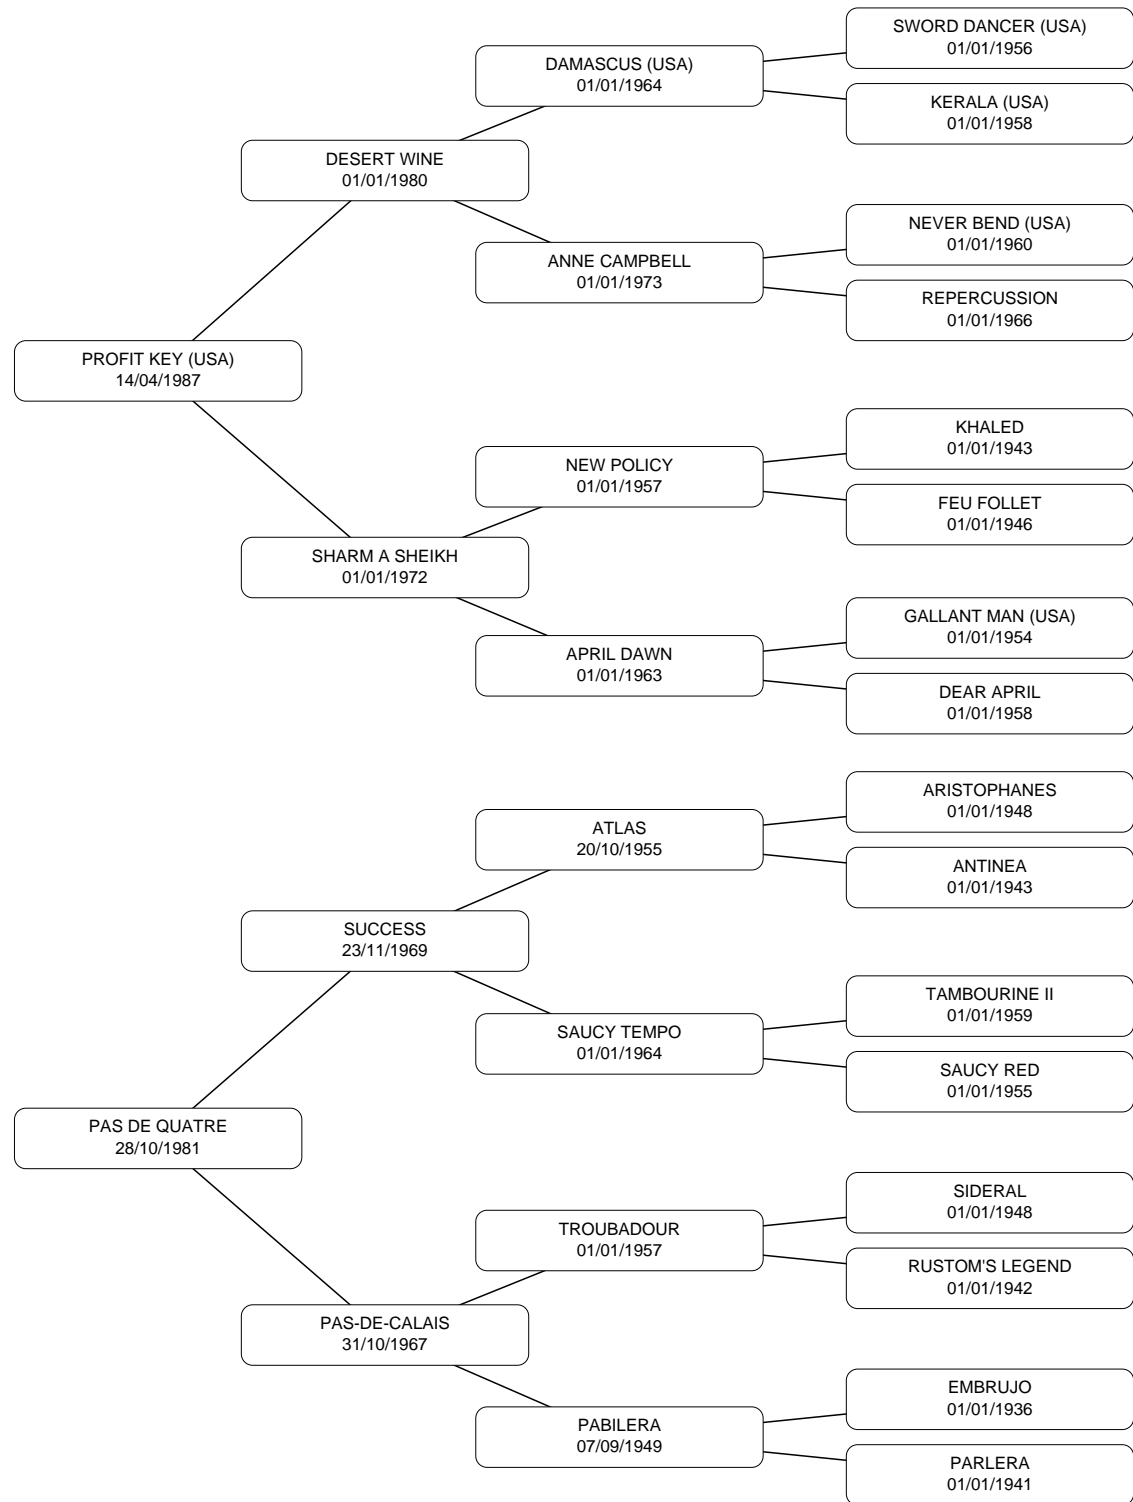 SWORD DANCER (USA)
01/01/1956
DAMASCUS (USA)
01/01/1964
KERALA (USA)
01/01/1958
DESERT WINE
01/01/1980
NEVER BEND (USA)
01/01/1960
ANNE CAMPBELL
01/01/1973
REPERCUSSION
01/01/1966
PROFIT KEY (USA)
14/04/1987
KHALED
01/01/1943
NEW POLICY
01/01/1957
FEU FOLLET
01/01/1946
SHARM A SHEIKH
01/01/1972
GALLANT MAN (USA)
01/01/1954
APRIL DAWN
01/01/1963
DEAR APRIL
01/01/1958
ARISTOPHANES
01/01/1948
ATLAS
20/10/1955
ANTINEA
01/01/1943
SUCCESS
23/11/1969
TAMBOURINE II
01/01/1959
SAUCY TEMPO
01/01/1964
SAUCY RED
01/01/1955
PAS DE QUATRE
28/10/1981
SIDERAL
01/01/1948
TROUBADOUR
01/01/1957
RUSTOM'S LEGEND
01/01/1942
PAS-DE-CALAIS
31/10/1967
EMBRUJO
01/01/1936
PABILERA
07/09/1949
PARLERA
01/01/1941